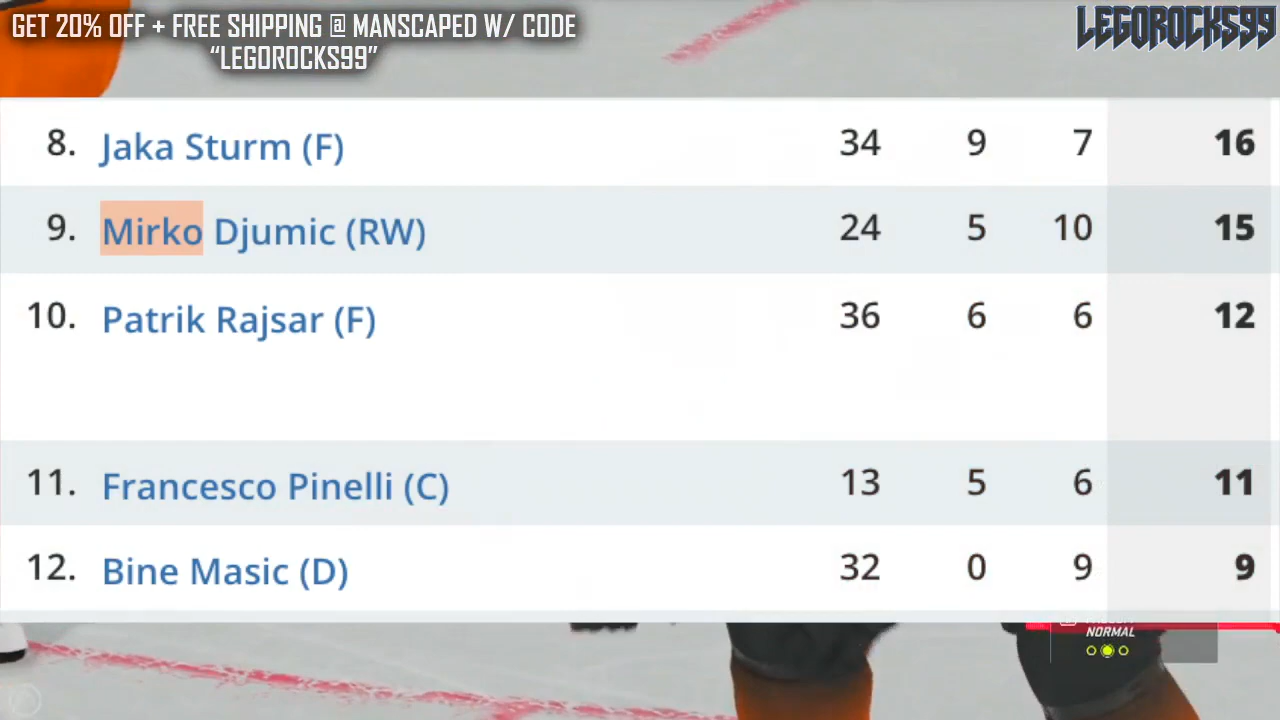 GET 20% OFF + FREE SHIPPING @ MANSCAPED W/ CODE
“LEGOROCKS99”
LEGOROCKS99
8. Jaka Sturm (F) 34 9 7 16
9. Mirko Djumic (RW) 24 5 10 15
10. Patrik Rajsar (F) 36 6 6 12
11. Francesco Pinelli (C) 13 5 6 11
12. Bine Masic (D) 32 0 9 9
NORMAL